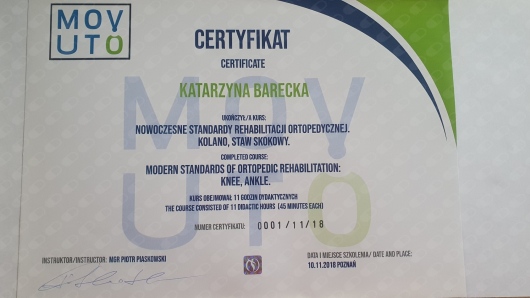 MOV
UTO
CERTYFIKAT
CERTIFICATE
KATARZYNA BARECKA
UKOŃCZYŁ/A KURS:
NOWOCZESNE STANDARDY REHABILITACJI ORTOPEDYCZNEJ.
KOLANO, STAW SKOKOWY.
COMPLETED COURSE:
MODERN STANDARDS OF ORTOPEDIC REHABILITATION:
KNEE, ANKLE.
KURS OBEJMOWAŁ 11 GODZIN DYDAKTYCZNYCH
THE COURSE CONSISTED OF 11 DIDACTIC HOURS (45 MINUTES EACH)
NUMER CERTYFIKATU: 0001/11/18
INSTRUKTOR/INSTRUCTOR: MGR PIOTR PIASKOWSKI
DATA I MIEJSCE SZKOLENIA/ DATE AND PLACE:
10.11.2018 POZNAŃ